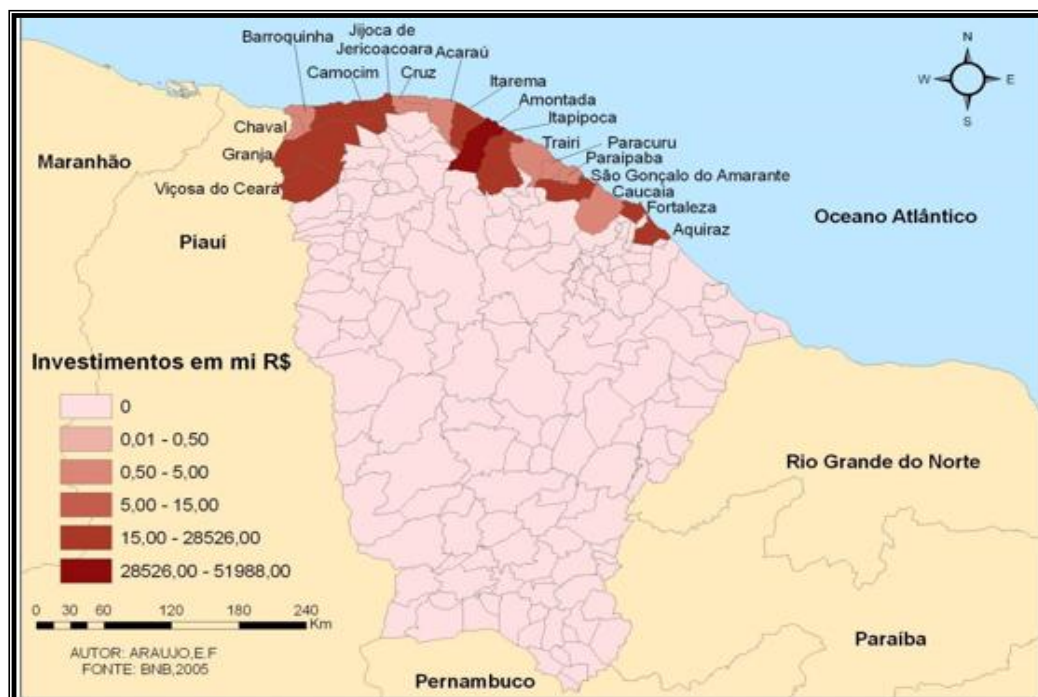 Barroquinha
Jijoca de
Jericoacoara
Acaraú
Camocim
Cruz
Itarema
Amontada
Itapipoca
Chaval
Trairi
Paracuru
Maranhão
Granja
Paraipaba
São Gonçalo do Amarante
Viçosa do Ceará
Caucaia
Fortaleza
Aquiraz
Oceano Atlântico
Piauí
N
W
E
S
Investimentos em mi R$
0
0,01 - 0,50
0,50 - 5,00
5,00 - 15,00
15,00 - 28526,00
28526,00 - 51988,00
0 30 60 120 180 240
Km
AUTOR: ARAUJO,E.F
FONTE: BNB,2005
Rio Grande do Norte
Paraíba
Pernambuco